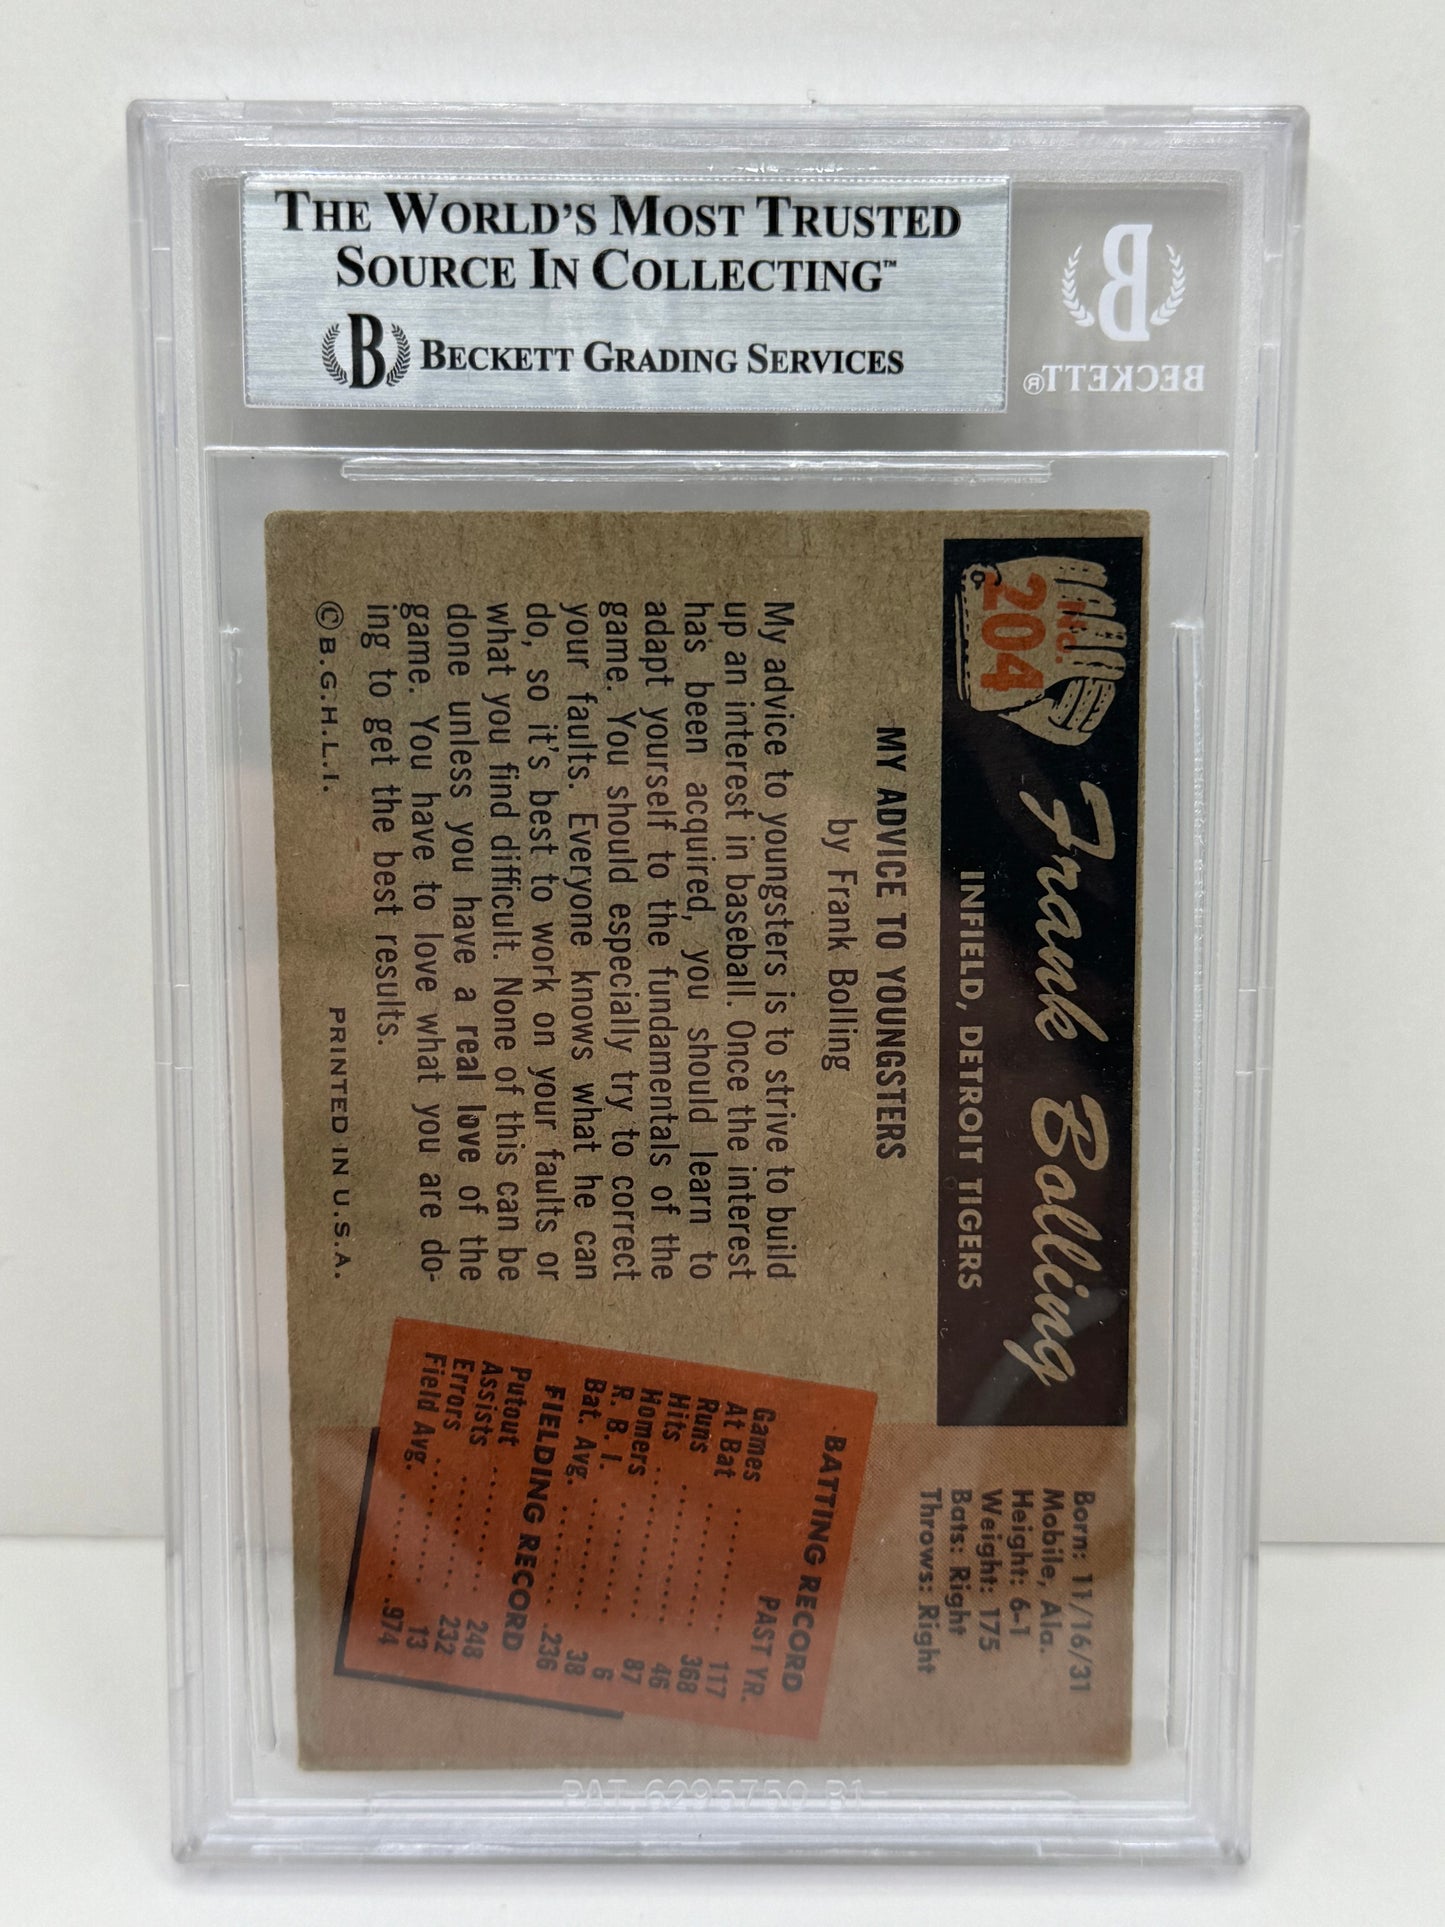 THE WORLD'S MOST TRUSTED
SOURCE IN COLLECTING™
B BECKETT GRADING SERVICES
B
BECKETT®
No.
204
Frank Bolling
INFIELD, DETROIT TIGERS
Born: 11/16/31
Mobile, Ala.
Height: 6-1
Weight: 175
Bats: Right
Throws: Right
MY ADVICE TO YOUNGSTERS
by Frank Bolling
My advice to youngsters is to strive to build
up an interest in baseball. Once the interest
has been acquired, you should learn to
adapt yourself to the fundamentals of the
game. You should especially try to correct
your faults. Everyone knows what he can
do, so it's best to work on your faults or
what you find difficult. None of this can be
done unless you have a real love of the
game. You have to love what you are do-
ing to get the best results.
© B.G.H.L.I. PRINTED IN U.S.A.
BATTING RECORD
PAST YR.
Games ........ 117
At Bat ........ 368
Runs ........ 46
Hits ........ 87
Homers ........ 6
R. B. I. ........ 38
Bat. Avg. ........ .236
FIELDING RECORD
Putout ........ 248
Assists ........ 232
Errors ........ 13
Field Avg. ........ .974
PAT. 6295750 B1